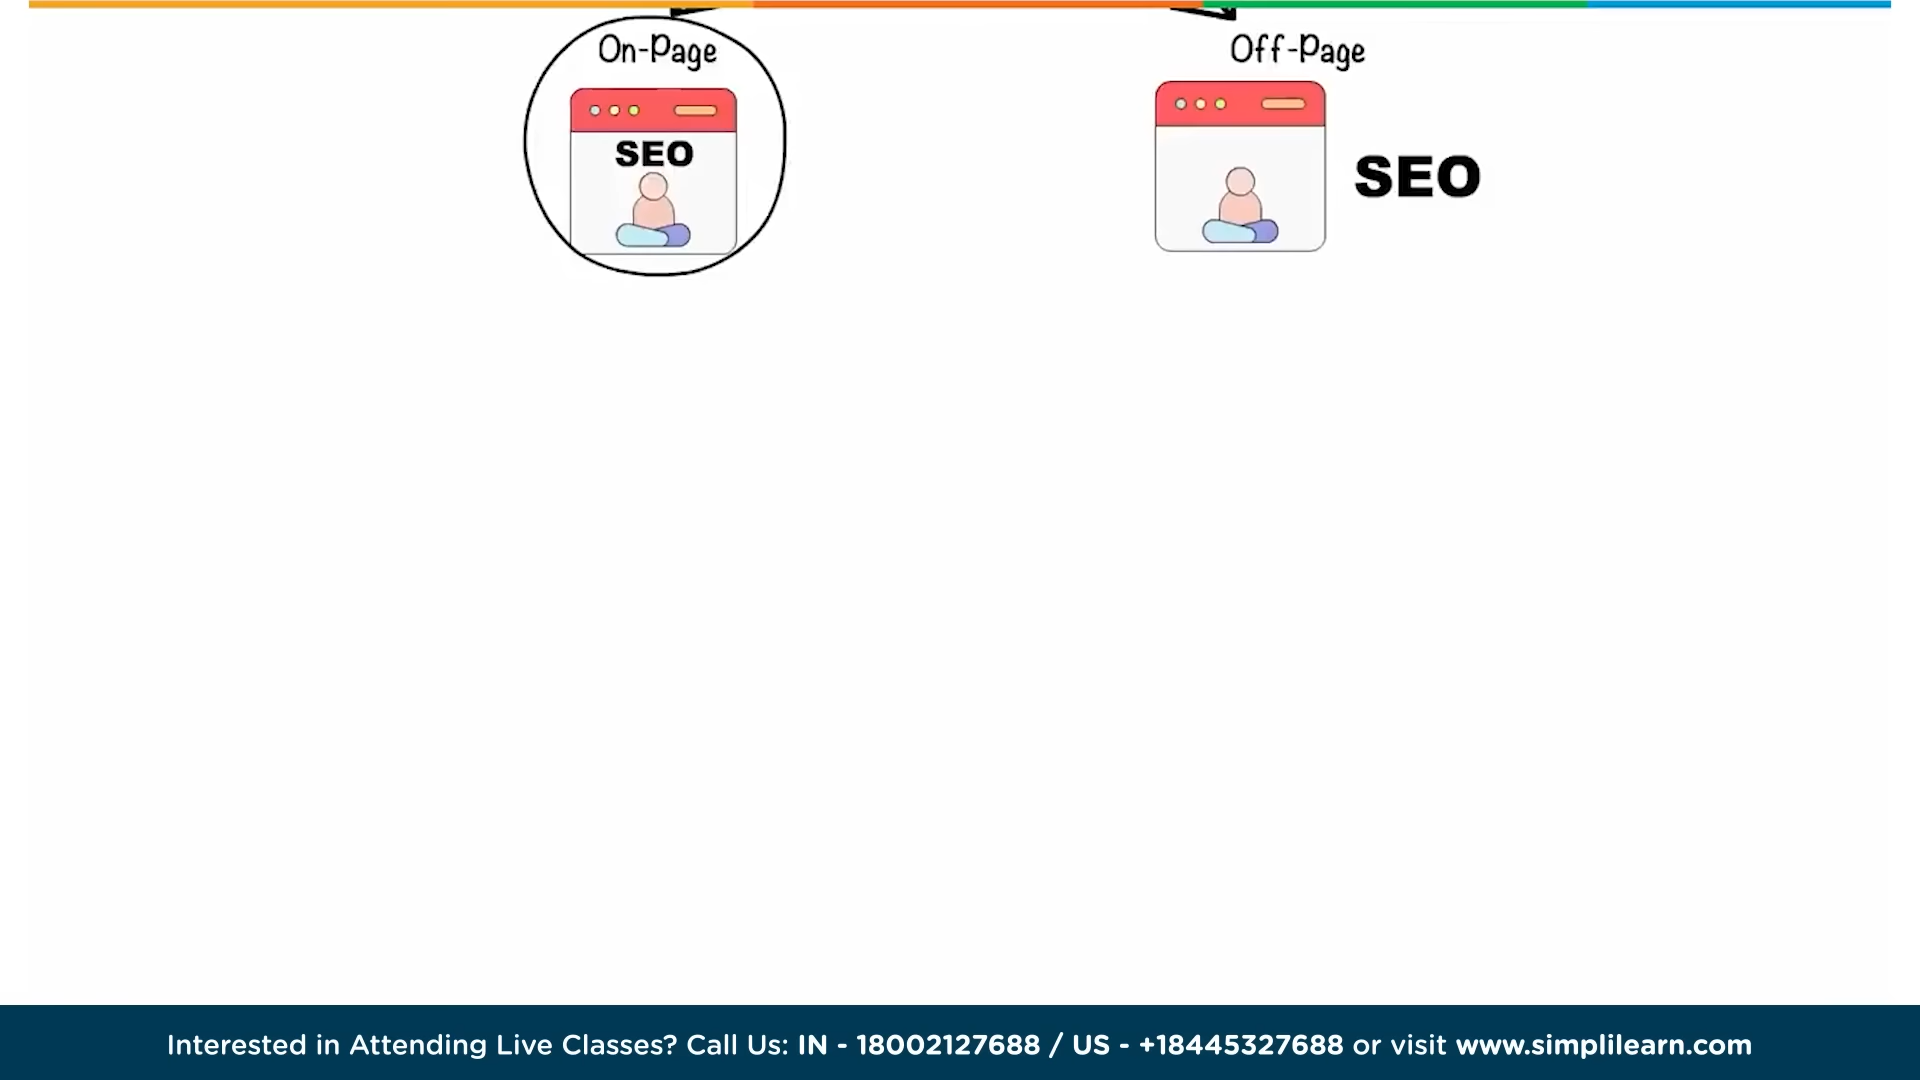 On-Page
Off-Page
SEO
SEO
Interested in Attending Live Classes? Call Us: IN - 18002127688 / US - +18445327688 or visit www.simplilearn.com